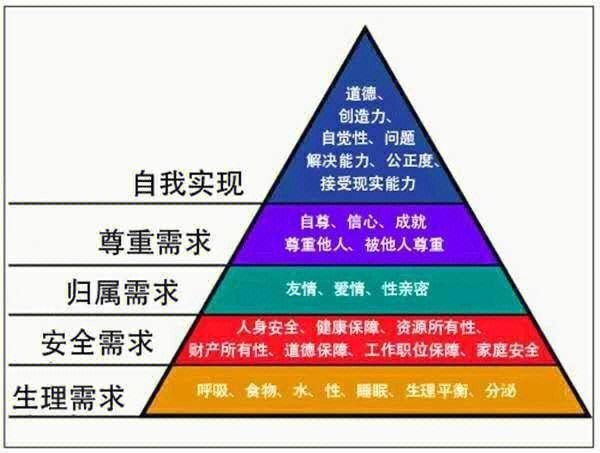 道德、
创造力、
自觉性、问题
解决能力、公正度、
接受现实能力
自我实现
自尊、信心、成就
尊重他人、被他人尊重
尊重需求
友情、爱情、性亲密
归属需求
人身安全、健康保障、资源所有性、
财产所有性、道德保障、工作职位保障、家庭安全
安全需求
呼吸、食物、水、性、睡眠、生理平衡、分泌
生理需求